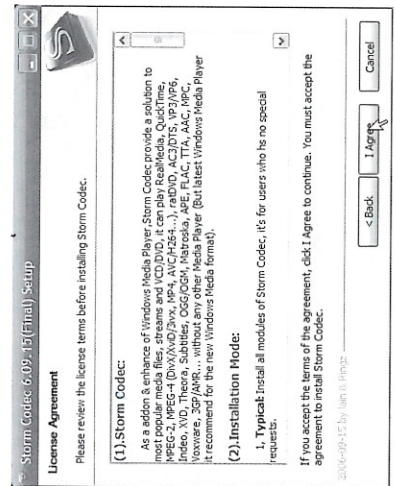 Storm Codec 6.09.15(Final) Setup
License Agreement
Please review the license terms before installing Storm Codec.
(1).Storm Codec:
As a addon & enhance of Windows Media Player,Storm Codec provide a solution to
most popular media files, streams and VCD/DVD, it can play RealMedia, QuickTime,
MPEG-2, MPEG-4 (DivX/XviD/3ivx, MP4, AVC/H264...), ratDVD, AC3/DTS, VP3/VP6,
Indeo, XVD, Theora, Subtitles, OGG/OGM, Matroska, APE, FLAC, TTA, AAC, MPC,
Voxware, 3GP/AMR... without any other Media Player (But latest Windows Media Player
it recommend for the new Windows Media format).
(2).Installation Mode:
1, Typical: Install all modules of Storm Codec, it's for users who hs no special
requests.
If you accept the terms of the agreement, click I Agree to continue. You must accept the
agreement to install Storm Codec.
2006-09-15 by
< Back
I Agree
Cancel